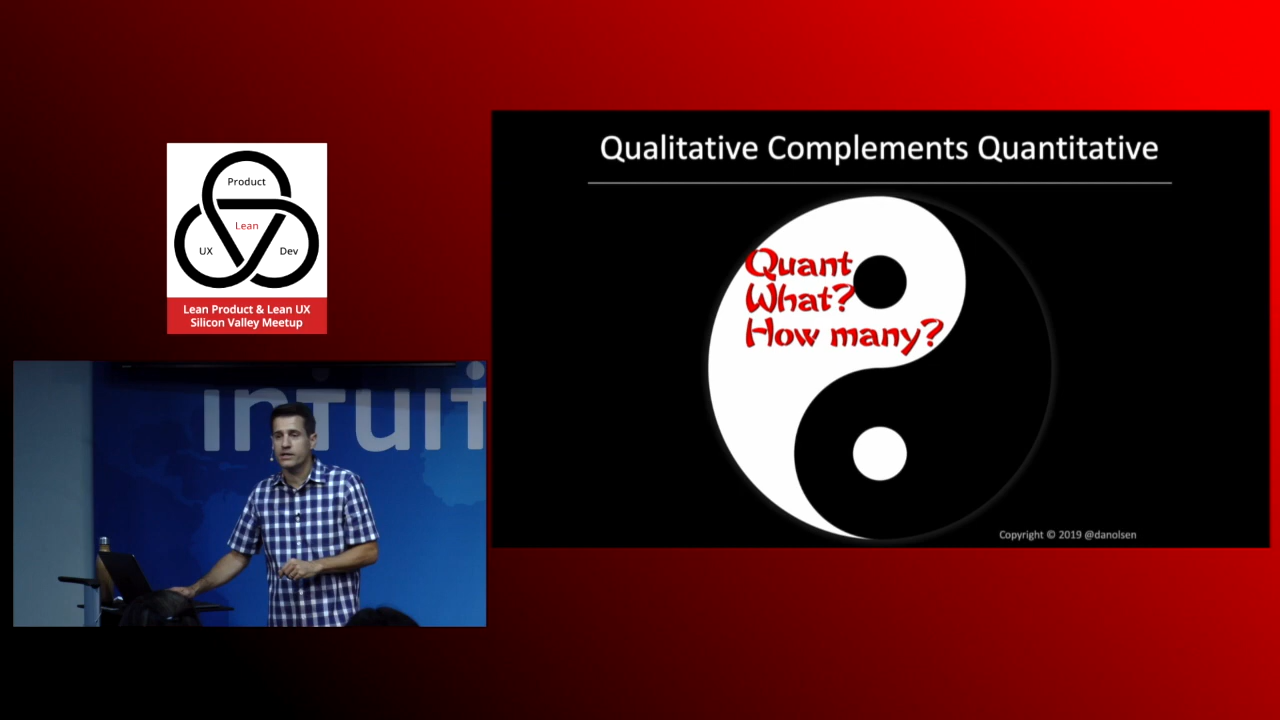 Product
Lean
UX
Dev
Lean Product & Lean UX
Silicon Valley Meetup
intuit
Qualitative Complements Quantitative
Quant
What?
How many?
Copyright © 2019 @danolsen